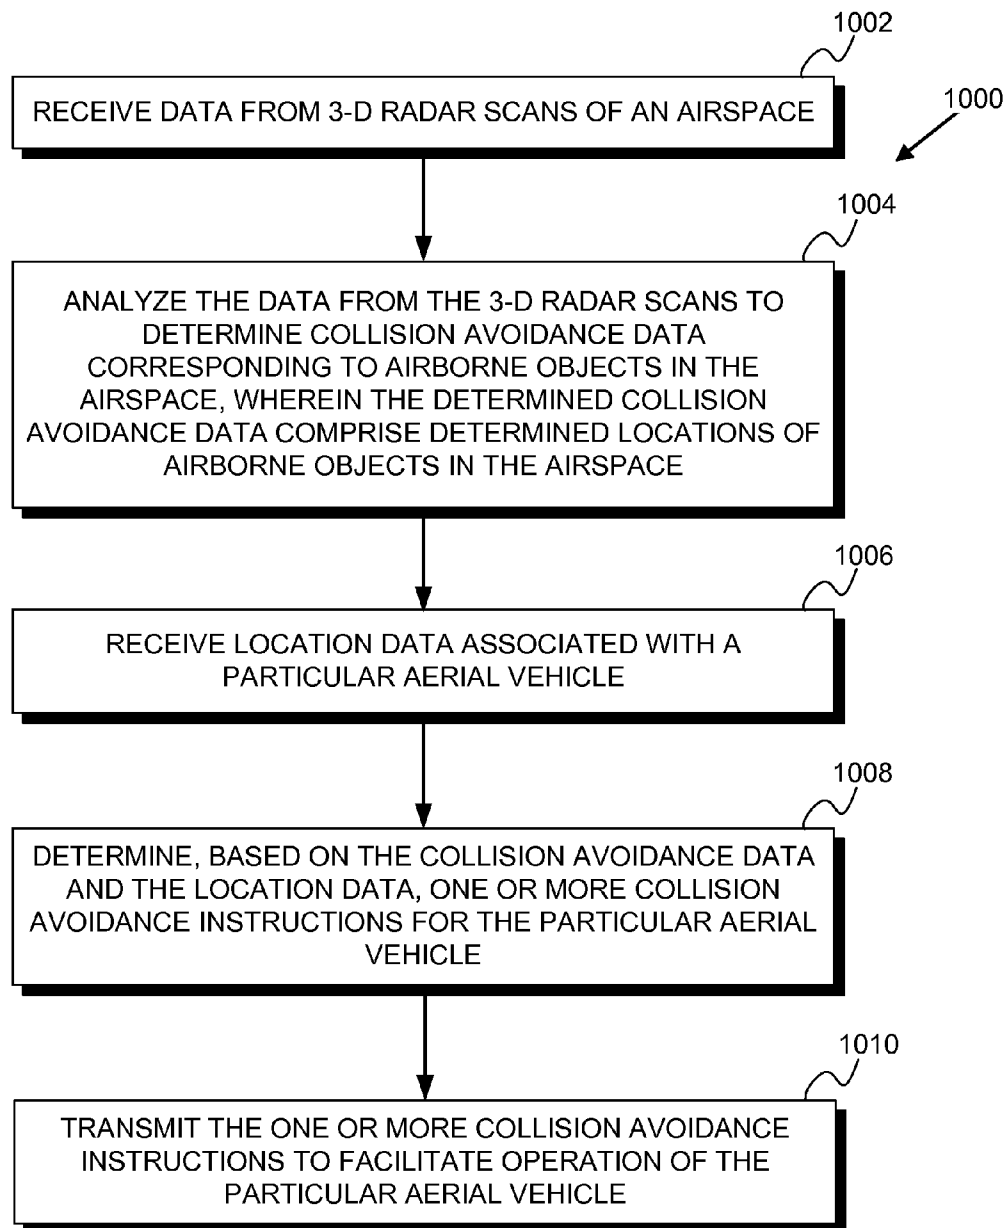 1002
RECEIVE DATA FROM 3-D RADAR SCANS OF AN AIRSPACE
1000
1004
ANALYZE THE DATA FROM THE 3-D RADAR SCANS TO
DETERMINE COLLISION AVOIDANCE DATA
CORRESPONDING TO AIRBORNE OBJECTS IN THE
AIRSPACE, WHEREIN THE DETERMINED COLLISION
AVOIDANCE DATA COMPRISE DETERMINED LOCATIONS OF
AIRBORNE OBJECTS IN THE AIRSPACE
1006
RECEIVE LOCATION DATA ASSOCIATED WITH A
PARTICULAR AERIAL VEHICLE
1008
DETERMINE, BASED ON THE COLLISION AVOIDANCE DATA
AND THE LOCATION DATA, ONE OR MORE COLLISION
AVOIDANCE INSTRUCTIONS FOR THE PARTICULAR AERIAL
VEHICLE
1010
TRANSMIT THE ONE OR MORE COLLISION AVOIDANCE
INSTRUCTIONS TO FACILITATE OPERATION OF THE
PARTICULAR AERIAL VEHICLE